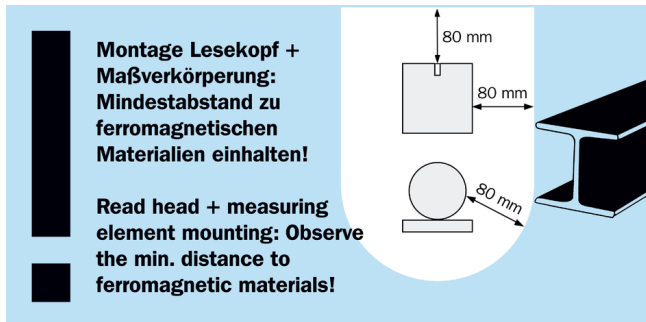 Montage Lesekopf +
Maßverkörperung:
Mindestabstand zu
ferromagnetischen
Materialien einhalten!
Read head + measuring
element mounting: Observe
the min. distance to
ferromagnetic materials!
80 mm
80 mm
80 mm